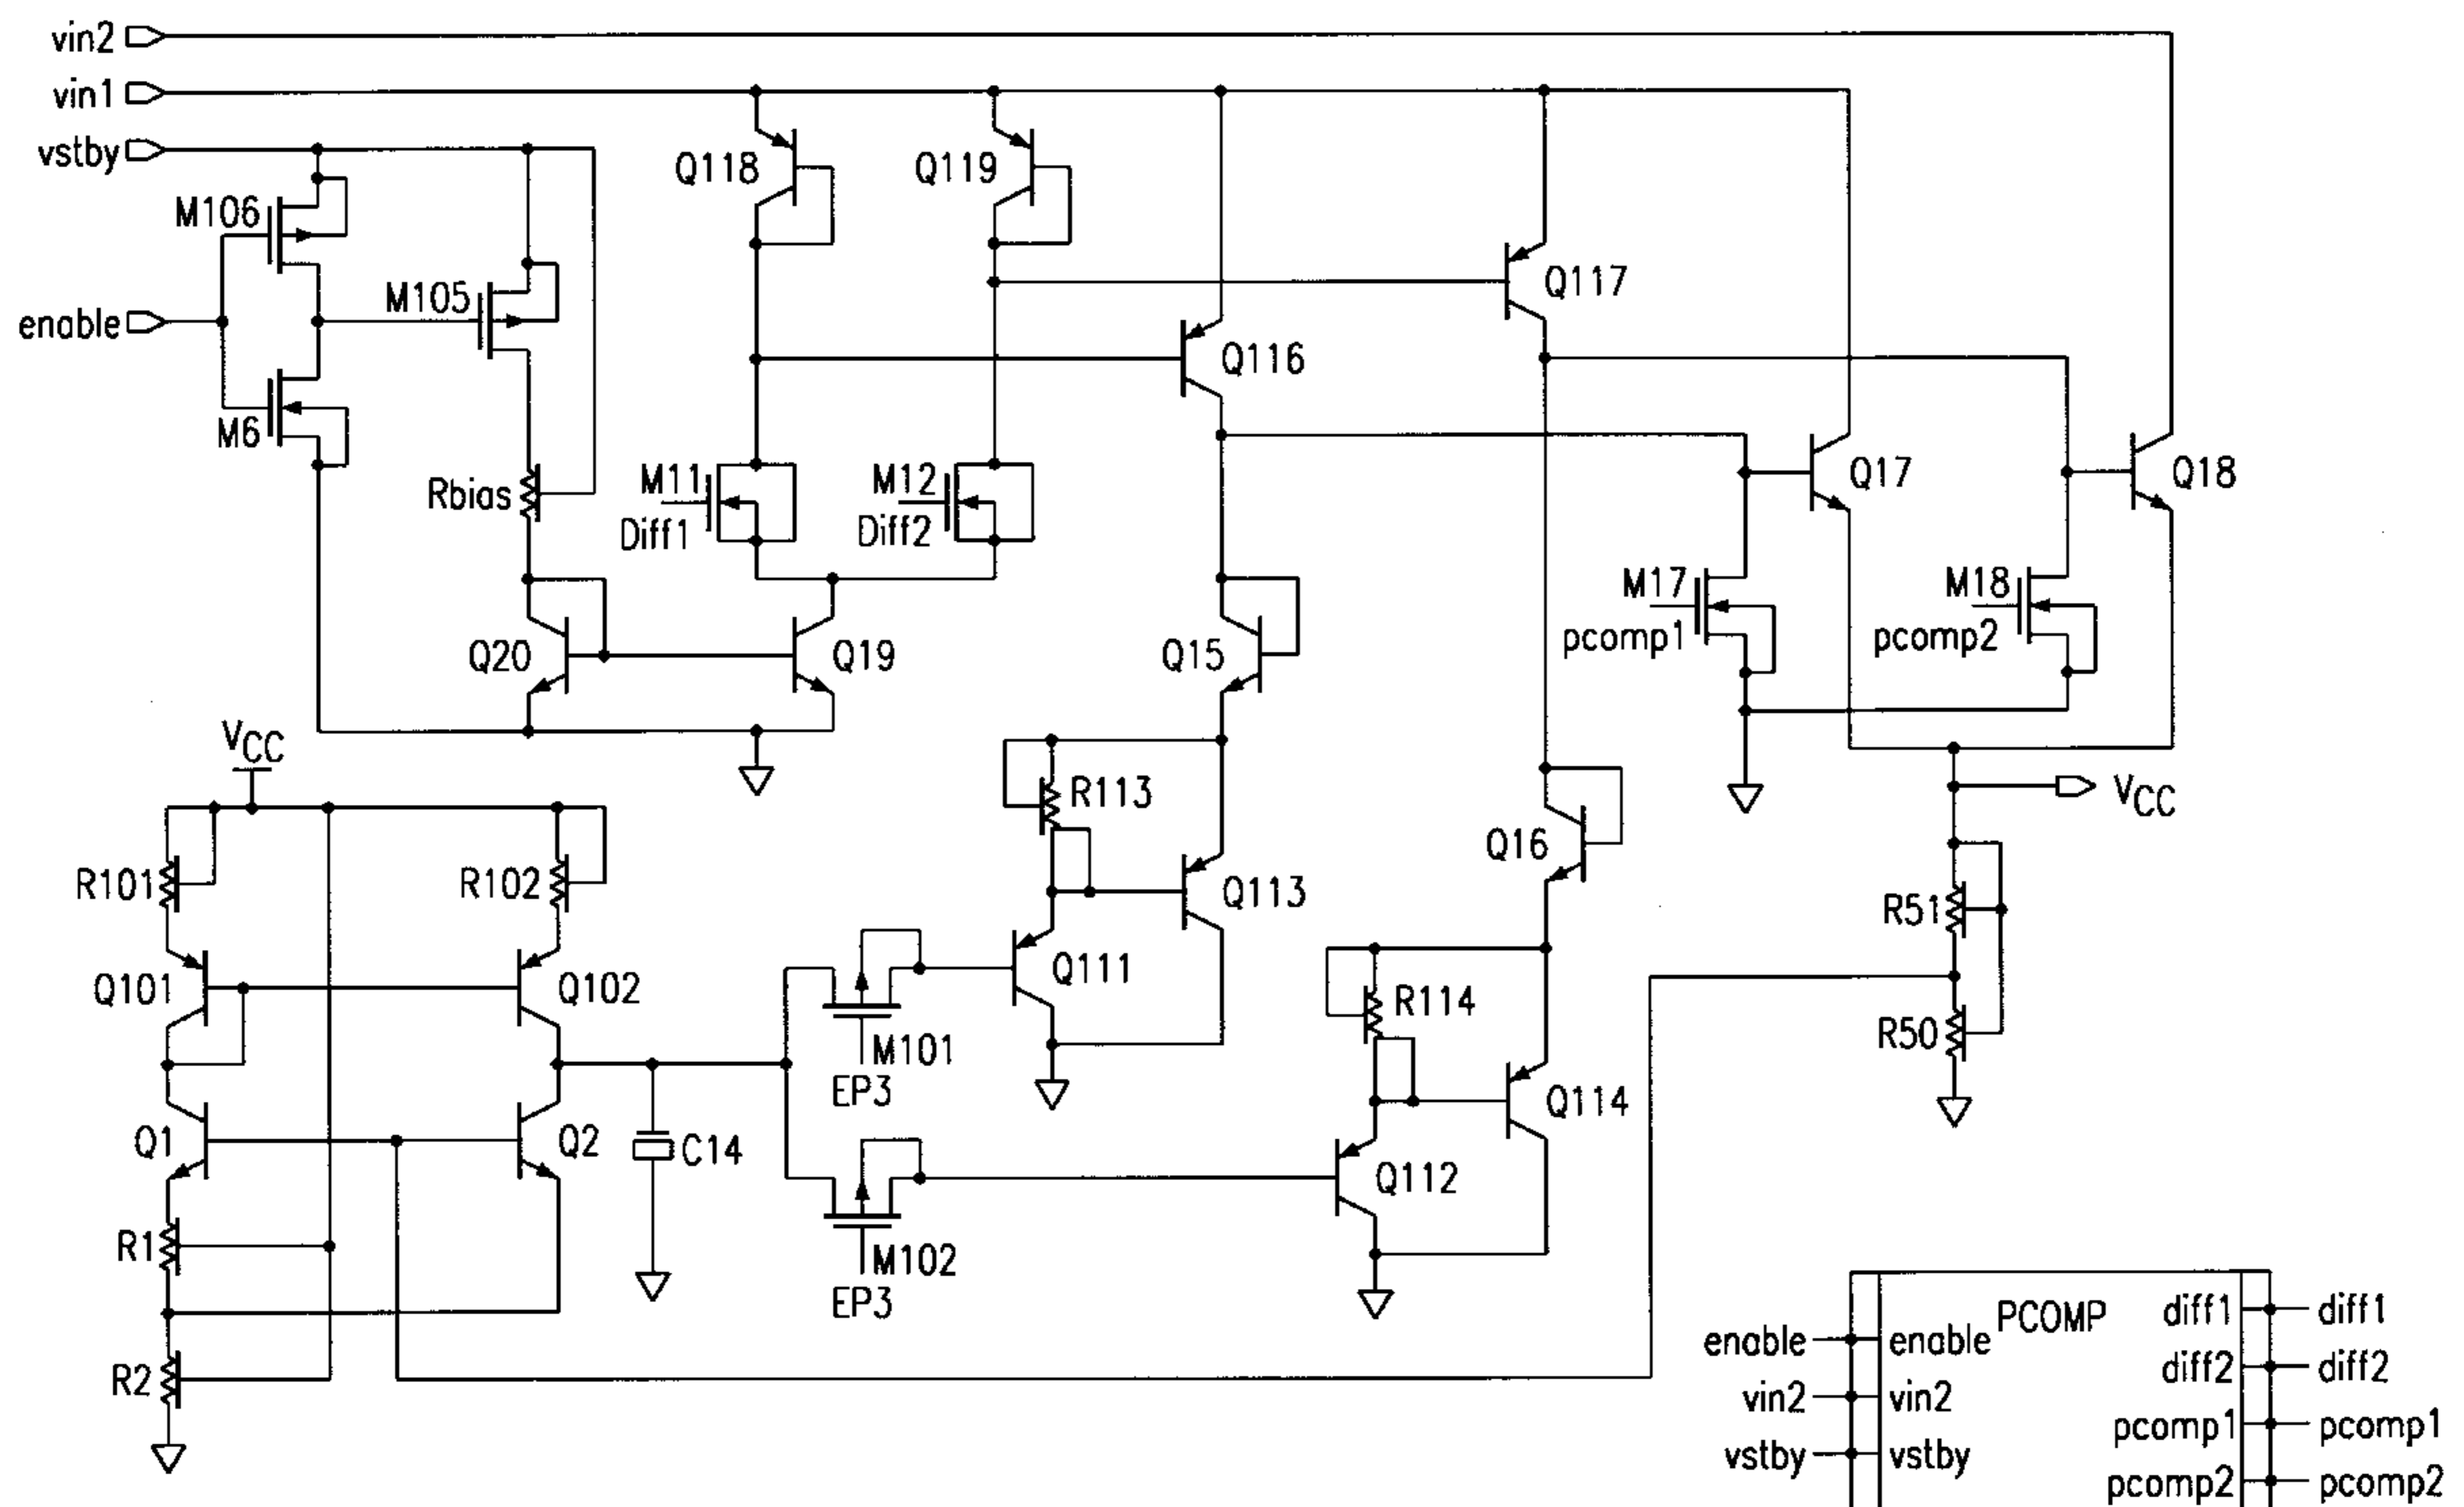 vin2
vin1
vstby
Q118
Q119
M106
Q117
M105
enable
Q116
M6
Rbias
M11
Diff1
M12
Diff2
Q17
Q18
M17
pcomp1
M18
pcomp2
Q20
Q19
Q15
VCC
R113
VCC
Q16
R101
R102
Q113
R51
Q101
Q102
Q111
R114
R50
M101
EP3
Q114
Q1
Q2
C14
Q112
R1
M102
EP3
R2
PCOMP
diff1
diff1
enable
enable
diff2
diff2
vin2
vin2
pcomp1
pcomp1
vstby
vstby
pcomp2
pcomp2